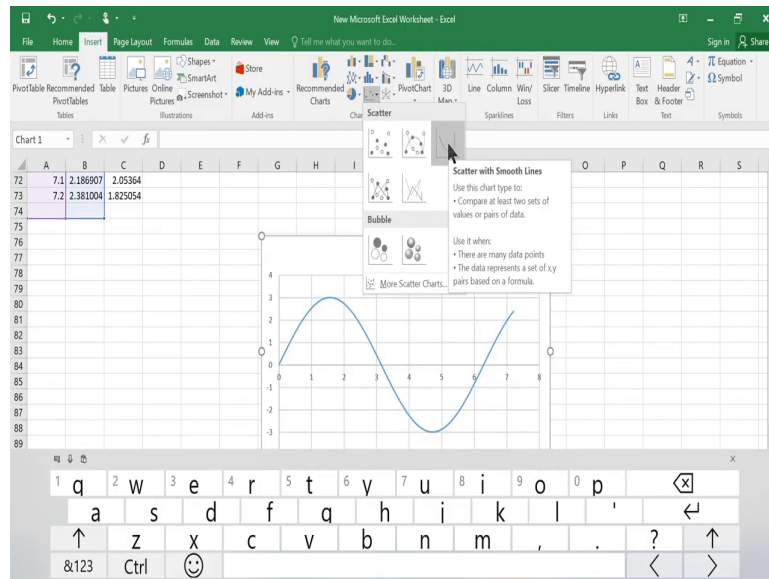 New Microsoft Excel Worksheet - Excel
File Home Insert Page Layout Formulas Data Review View Tell me what you want to do... Sign in Share
PivotTable Recommended PivotTables Table Pictures Online Pictures Shapes SmartArt Screenshot Store My Add-ins Recommended Charts PivotChart 3D Map Line Column Win/Loss Slicer Timeline Hyperlink Text Box Header & Footer Equation Symbol
Tables Illustrations Add-ins Sparklines Filters Links Text Symbols
Chart 1 fx
A B C D E F G H I O P Q R S
72 7.1 2.186907 2.05364
73 7.2 2.381004 1.825054
74
75
76
77
78
79
80
81
82
83
84
85
86
87
88
89
Scatter
Bubble
More Scatter Charts...
Scatter with Smooth Lines
Use this chart type to:
• Compare at least two sets of
values or pairs of data.
Use it when:
• There are many data points
• The data represents a set of x,y
pairs based on a formula.
4
3
2
1
0
0 1 2 3 4 5 6 7 8
-1
-2
-3
1 q 2 w 3 e 4 r 5 t 6 y 7 u 8 i 9 o 0 p
a s d f g h j k l '
z x c v b n m , . ?
&123 Ctrl